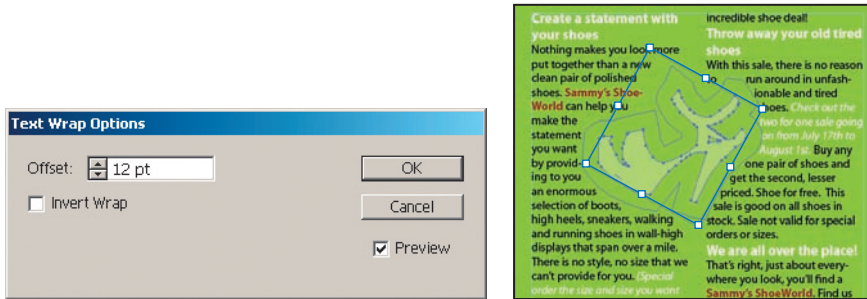 Text Wrap Options
Offset: 12 pt
OK
Invert Wrap
Cancel
Preview
Create a statement with
your shoes
Nothing makes you look more
put together than a new
clean pair of polished
shoes. Sammy's Shoe-
World can help you
make the
statement
you want
by provid-
ing to you
an enormous
selection of boots,
high heels, sneakers, walking
and running shoes in wall-high
displays that span over a mile.
There is no style, no size that we
can't provide for you. (Special
order the size and size you want
incredible shoe deal!
Throw away your old tired
shoes
With this sale, there is no reason
to run around in unfash-
ionable and tired
shoes. Check out the
two for one sale going
on from July 17th to
August 1st. Buy any
one pair of shoes and
get the second, lesser
priced. Shoe for free. This
sale is good on all shoes in
stock. Sale not valid for special
orders or sizes.
We are all over the place!
That's right, just about every-
where you look, you'll find a
Sammy's ShoeWorld. Find us